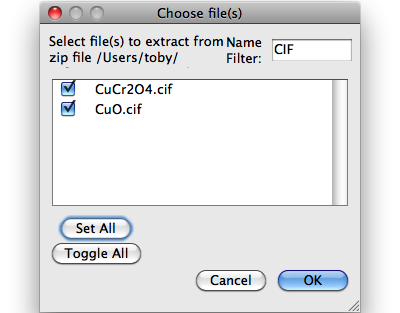 Choose file(s)
Select file(s) to extract from
zip file /Users/toby/
Name
Filter:
CIF
CuCr2O4.cif
CuO.cif
Set All
Toggle All
Cancel
OK